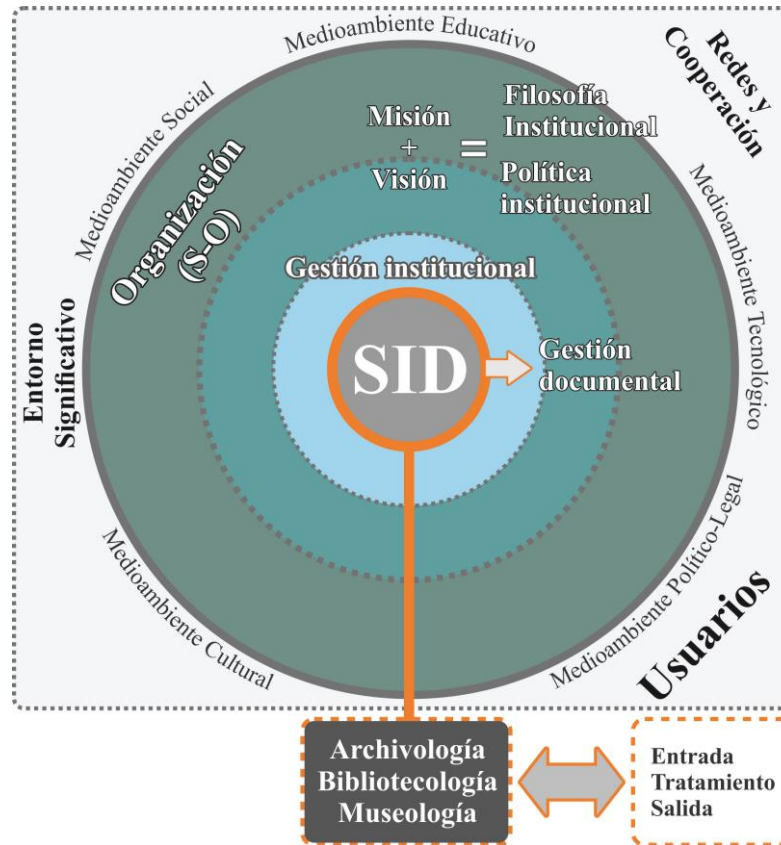 Medioambiente Educativo
Redes y
Cooperación
Medioambiente Social
Filosofía
Institucional
Misión
+
Visión
=
Política
institucional
Organización
(S-O)
Medioambiente Tecnológico
Gestión institucional
Entorno
Significativo
SID
Gestión
documental
Medioambiente Cultural
Medioambiente Político-Legal
Usuarios
Archivología
Bibliotecología
Museología
Entrada
Tratamiento
Salida